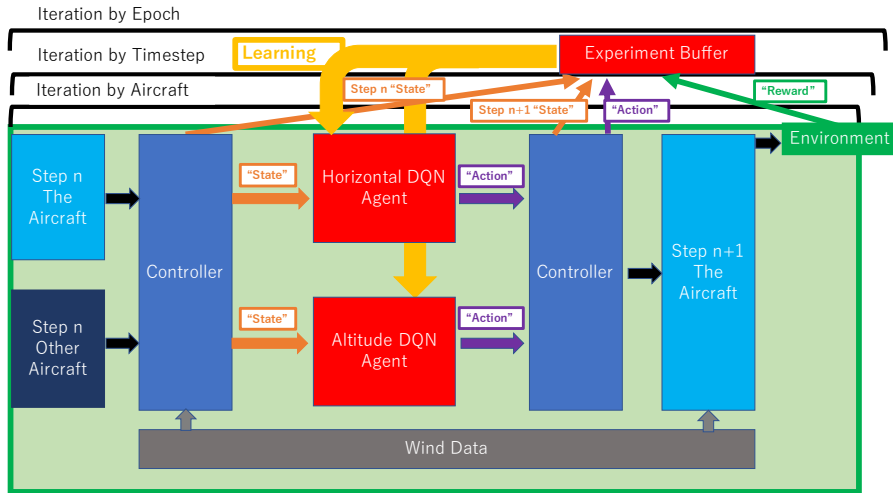 Iteration by Epoch
Iteration by Timestep
Learning
Experiment Buffer
Iteration by Aircraft
Step n “State”
Step n+1 “State”
“Action”
“Reward”
Environment
Step n
The
Aircraft
“State”
Horizontal DQN
Agent
“Action”
Controller
Controller
Step n+1
The
Aircraft
Step n
Other
Aircraft
“State”
Altitude DQN
Agent
“Action”
Wind Data